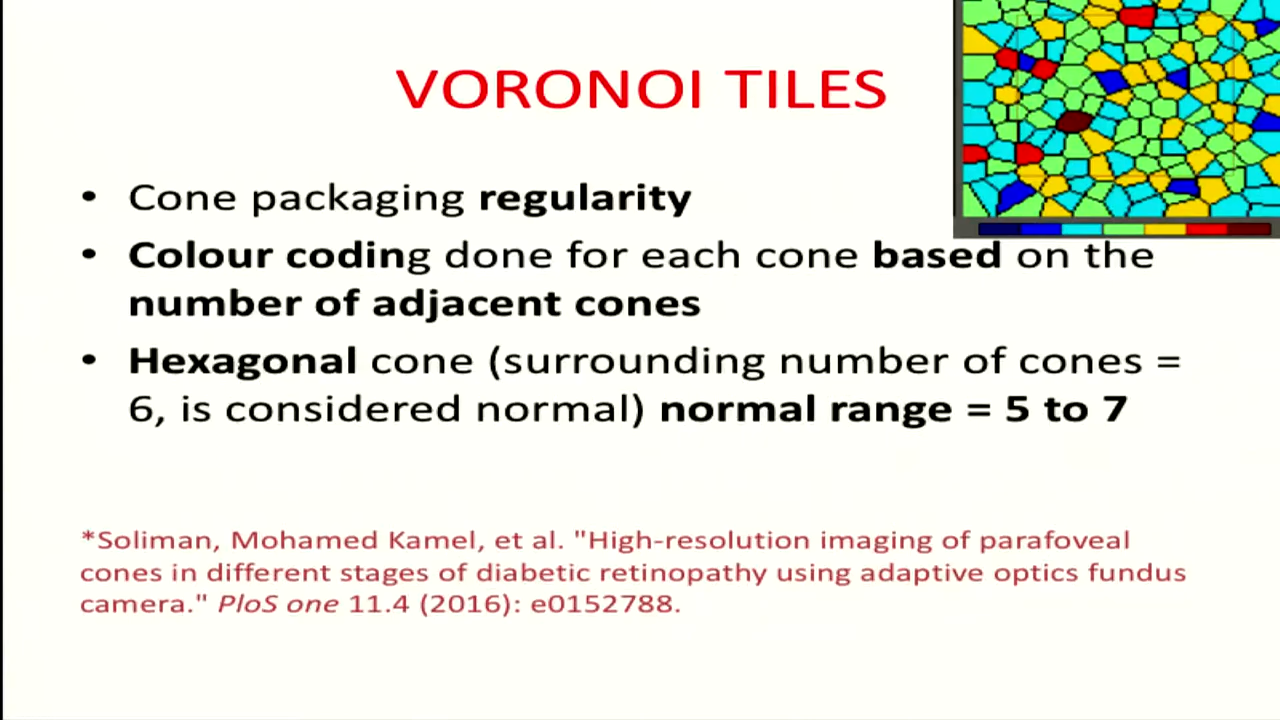 VORONOI TILES
• Cone packaging regularity
• Colour coding done for each cone based on the
number of adjacent cones
• Hexagonal cone (surrounding number of cones =
6, is considered normal) normal range = 5 to 7
*Soliman, Mohamed Kamel, et al. "High-resolution imaging of parafoveal
cones in different stages of diabetic retinopathy using adaptive optics fundus
camera." PloS one 11.4 (2016): e0152788.